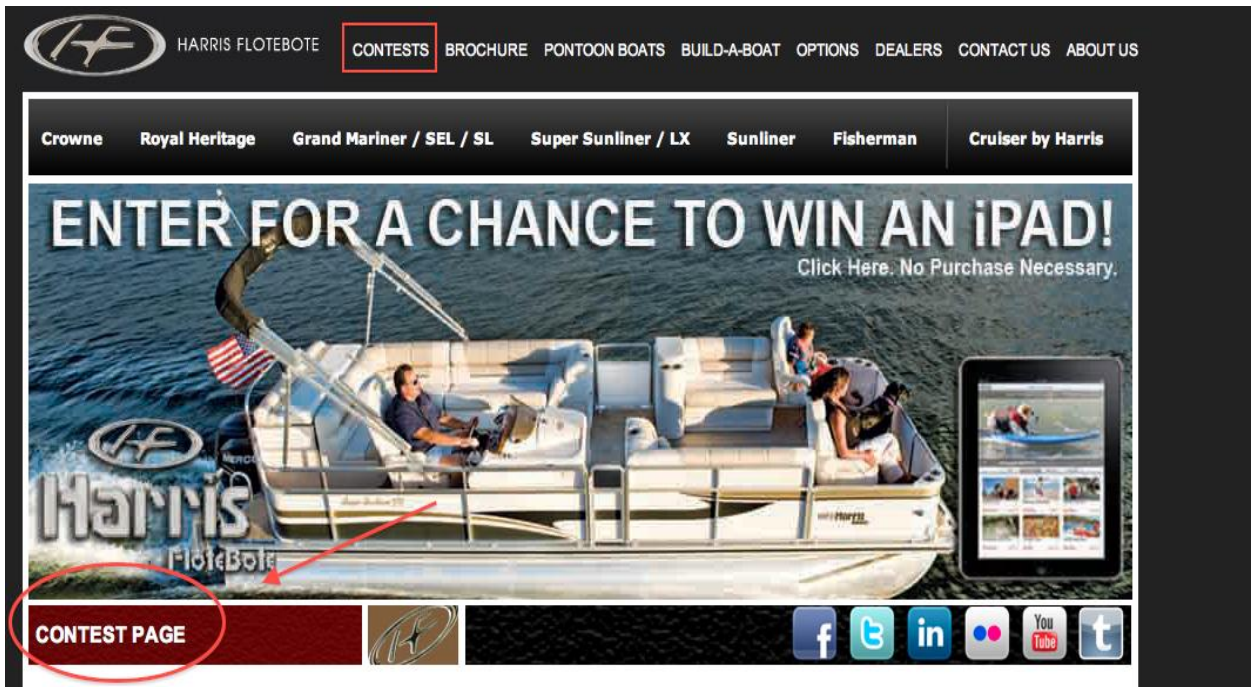 HARRIS FLOTEBOTE
CONTESTS BROCHURE PONTOON BOATS BUILD-A-BOAT OPTIONS DEALERS CONTACT US ABOUT US
Crowne Royal Heritage Grand Mariner / SEL / SL Super Sunliner / LX Sunliner Fisherman Cruiser by Harris
ENTER FOR A CHANCE TO WIN AN iPAD!
Click Here. No Purchase Necessary.
Harris
FloteBote
CONTEST PAGE
f in You Tube t